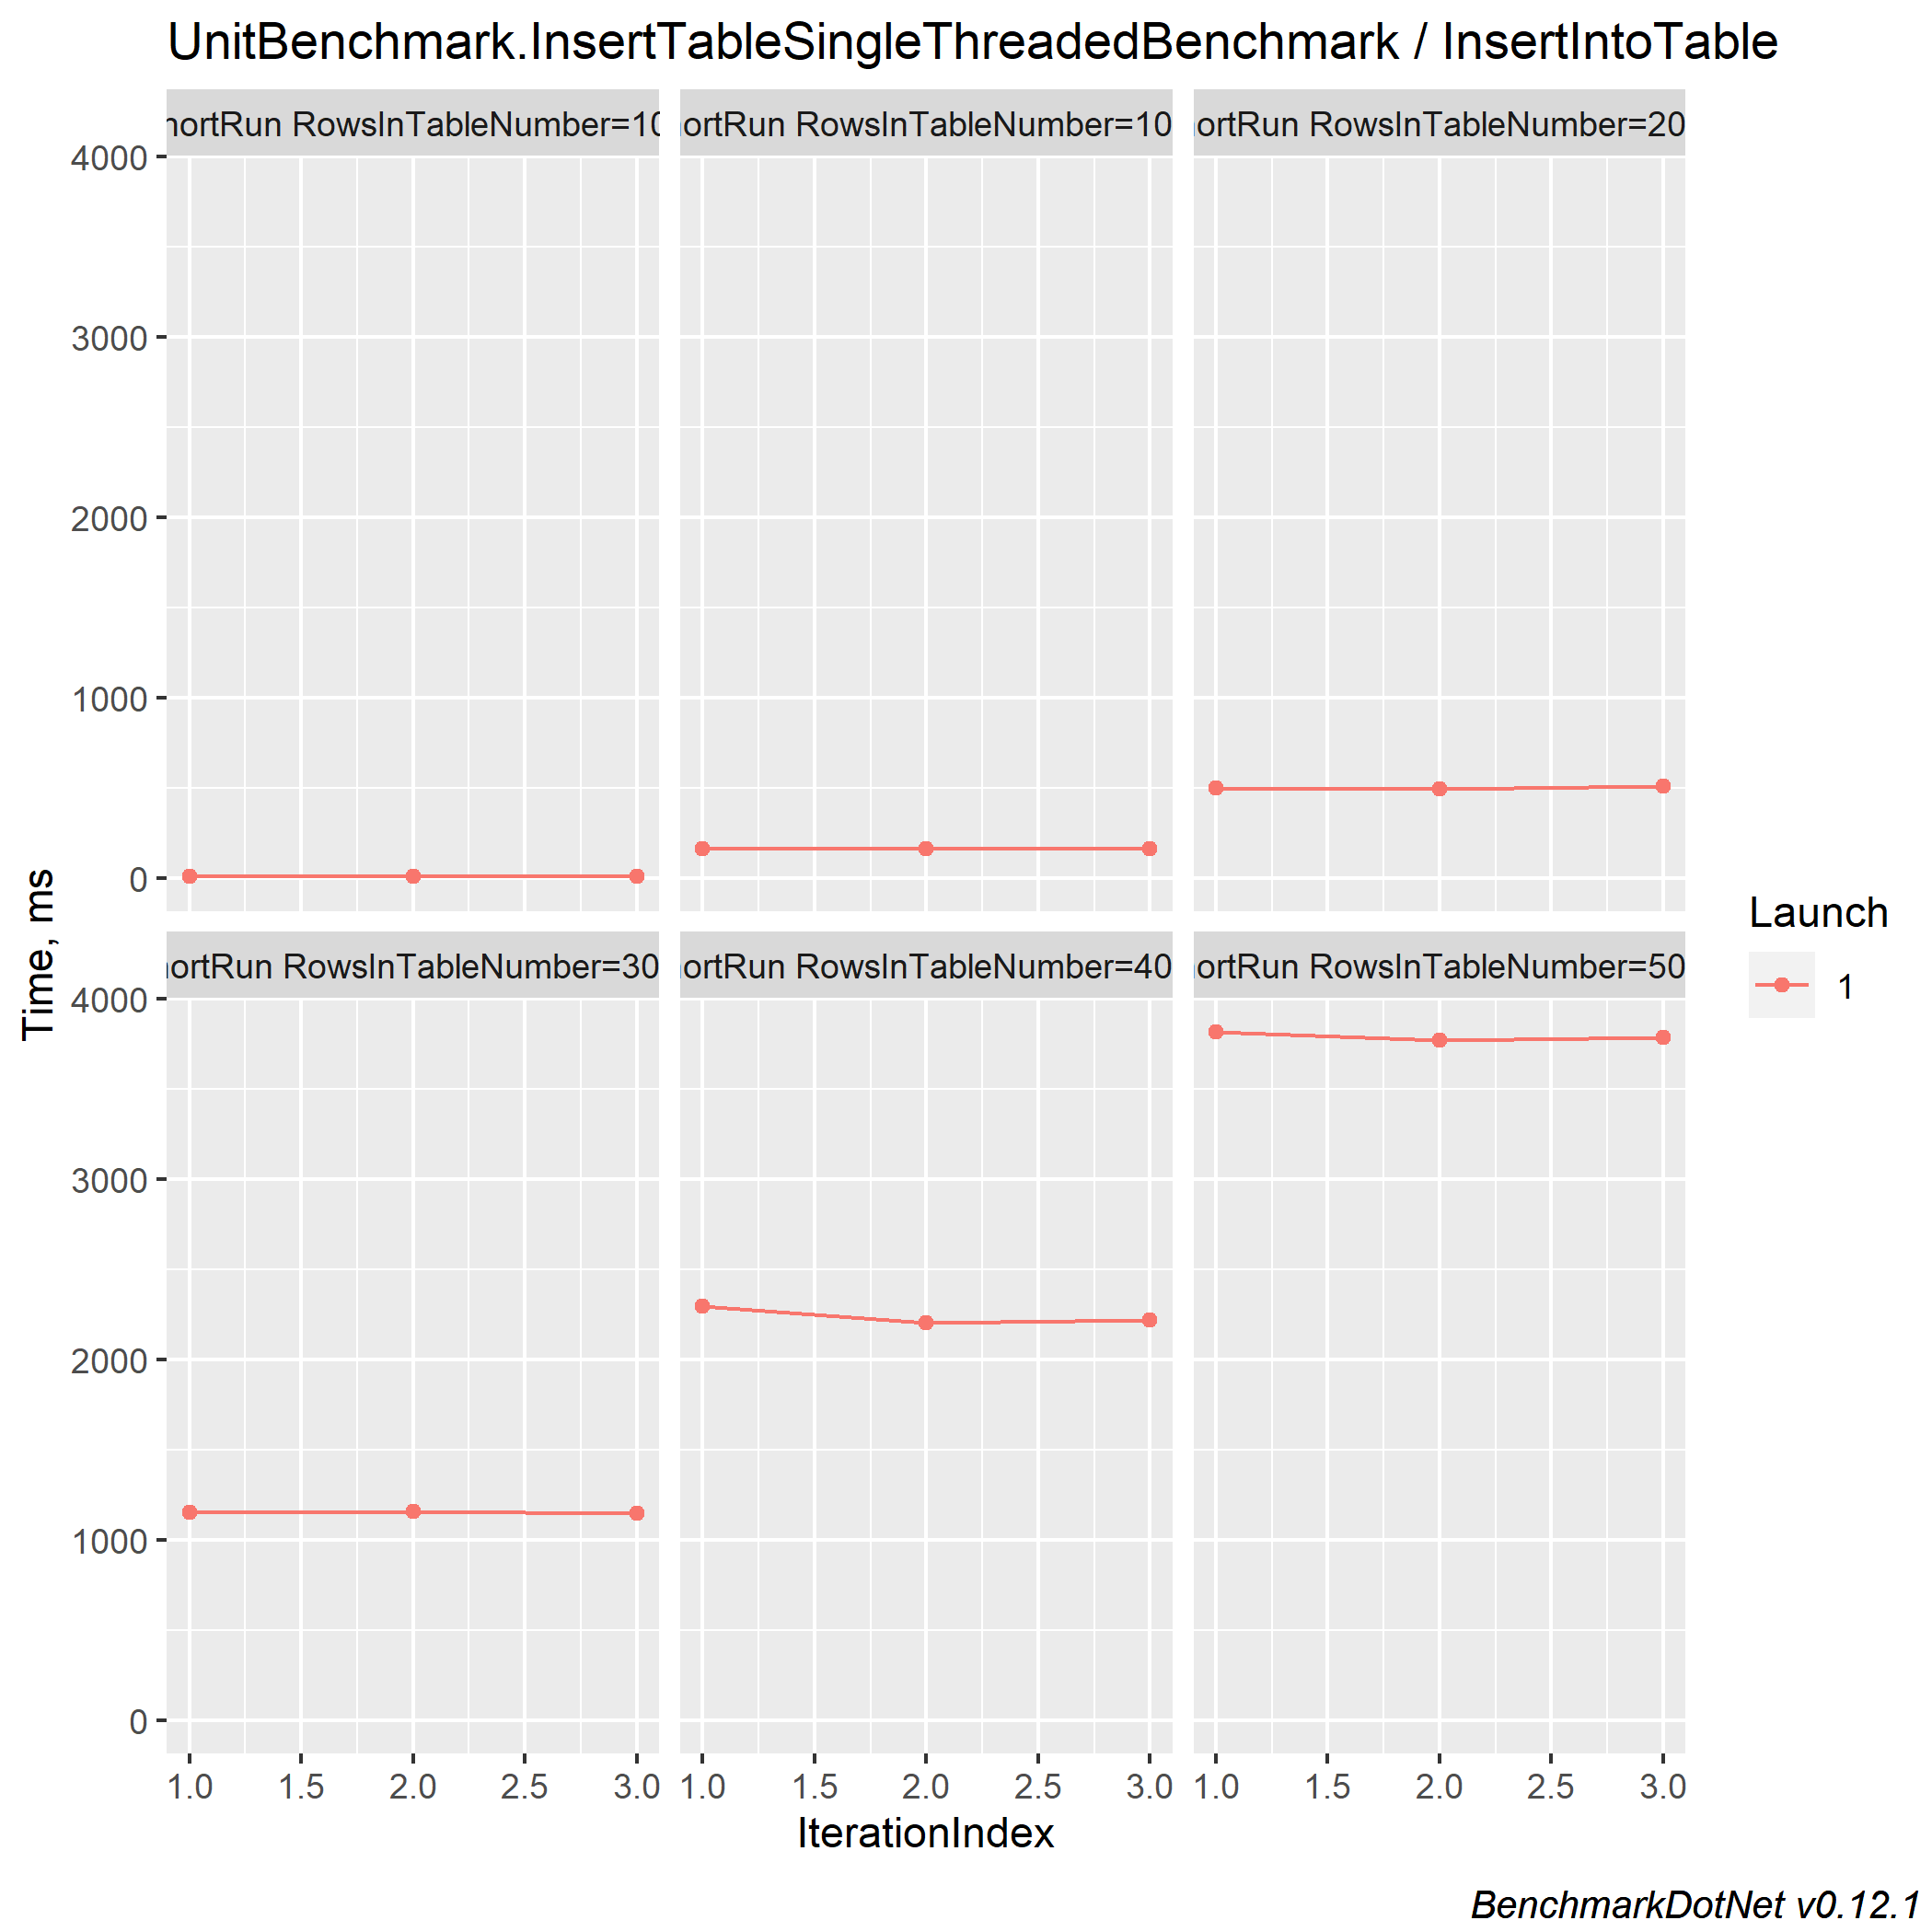 UnitBenchmark.InsertTableSingleThreadedBenchmark / InsertIntoTable
hortRun RowsInTableNumber=10
ortRun RowsInTableNumber=10
ortRun RowsInTableNumber=20
4000
3000
2000
1000
0
Time, ms
ortRun RowsInTableNumber=30
ortRun RowsInTableNumber=40
ortRun RowsInTableNumber=50
4000
3000
2000
1000
0
1.0 1.5 2.0 2.5 3.0
1.0 1.5 2.0 2.5 3.0
1.0 1.5 2.0 2.5 3.0
IterationIndex
Launch
1
BenchmarkDotNet v0.12.1